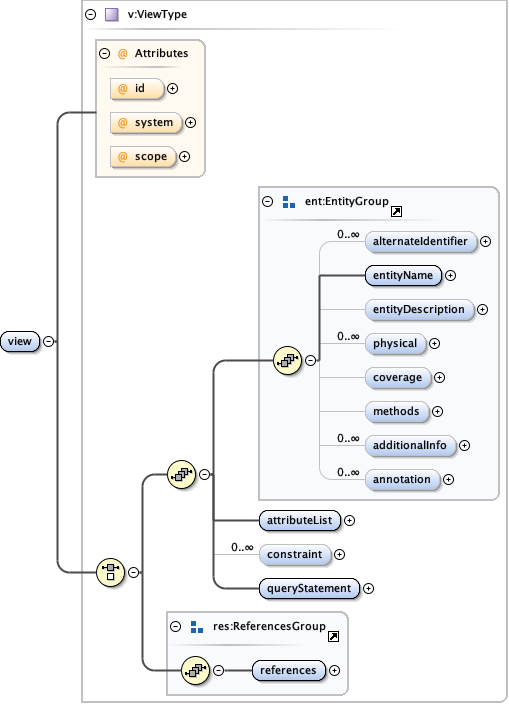 v:ViewType
@ Attributes
@ id
@ system
@ scope
ent:EntityGroup
0..∞
alternateIdentifier
entityName
entityDescription
0..∞
physical
coverage
methods
0..∞
additionalInfo
0..∞
annotation
view
attributeList
0..∞
constraint
queryStatement
res:ReferencesGroup
references